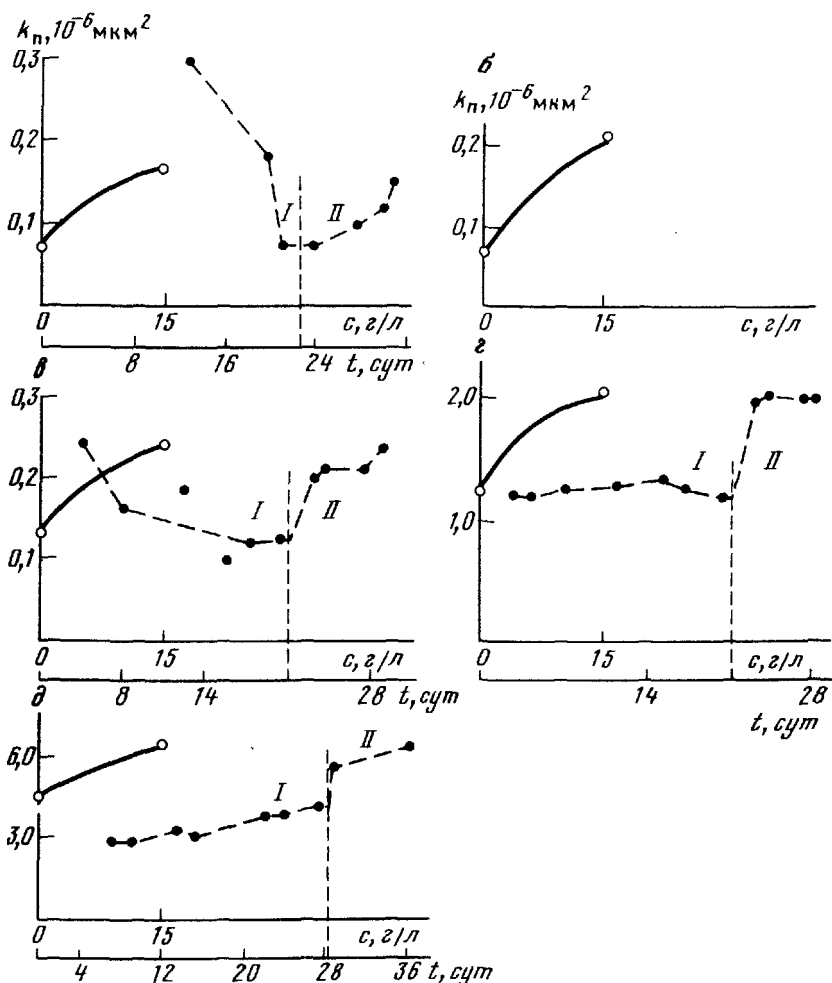 k_п, 10⁻⁶ мкм²
0,3
0,2
0,1
I
II
0
15
с, г/л
8
16
24
t, сут
б
k_п, 10⁻⁶ мкм²
0,2
0,1
0
15
с, г/л
в
0,3
0,2
0,1
I
II
0
15
с, г/л
8
14
28
t, сут
г
2,0
1,0
I
II
0
15
с, г/л
14
28
t, сут
д
6,0
3,0
I
II
0
15
с, г/л
4
12
20
28
36
t, сут